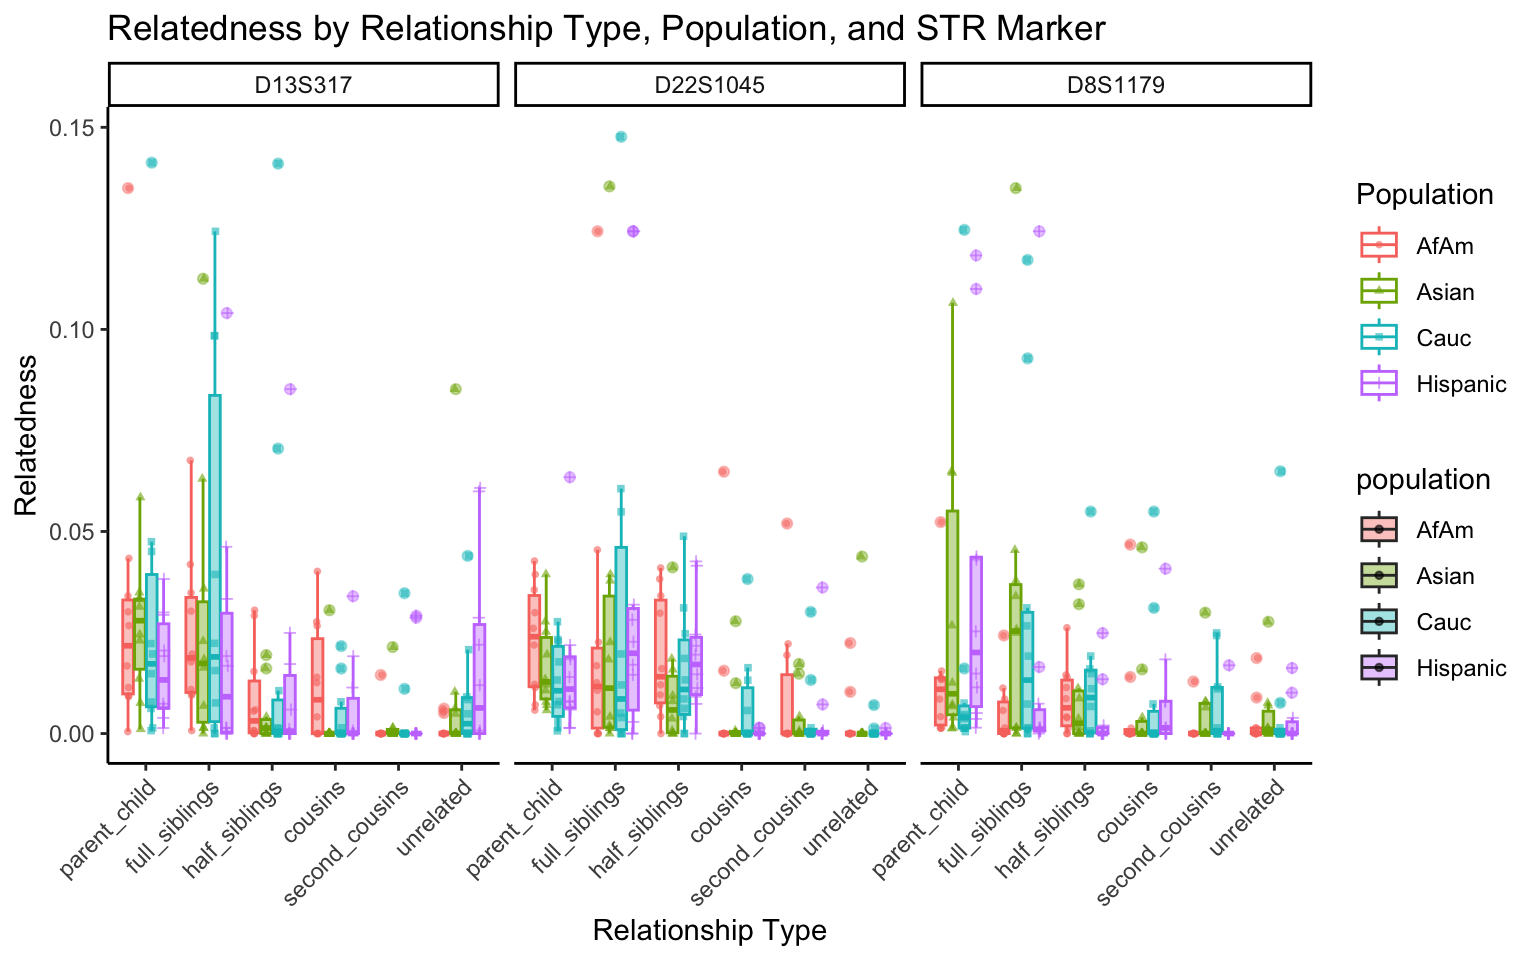 Relatedness by Relationship Type, Population, and STR Marker
D13S317
D22S1045
D8S1179
0.15
0.10
0.05
0.00
Relatedness
parent_child
full_siblings
half_siblings
cousins
second_cousins
unrelated
parent_child
full_siblings
half_siblings
cousins
second_cousins
unrelated
parent_child
full_siblings
half_siblings
cousins
second_cousins
unrelated
Relationship Type
Population
AfAm
Asian
Cauc
Hispanic
population
AfAm
Asian
Cauc
Hispanic